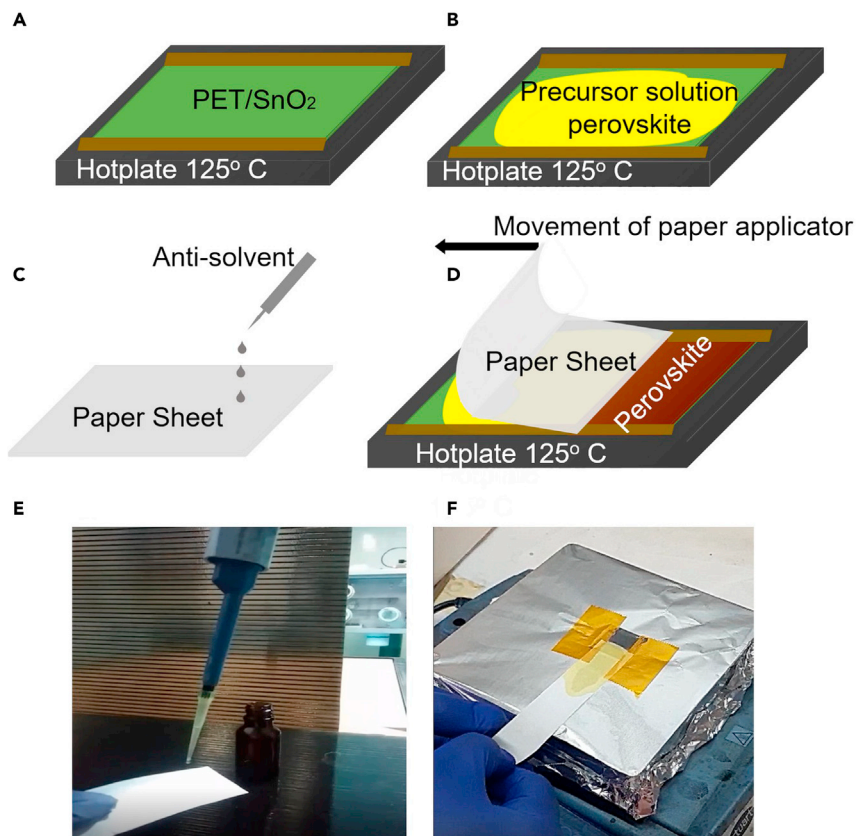 A
B
PET/SnO₂
Hotplate 125° C
Precursor solution
perovskite
Hotplate 125° C
Movement of paper applicator
C
Anti-solvent
Paper Sheet
D
Paper Sheet
Perovskite
Hotplate 125° C
E
F